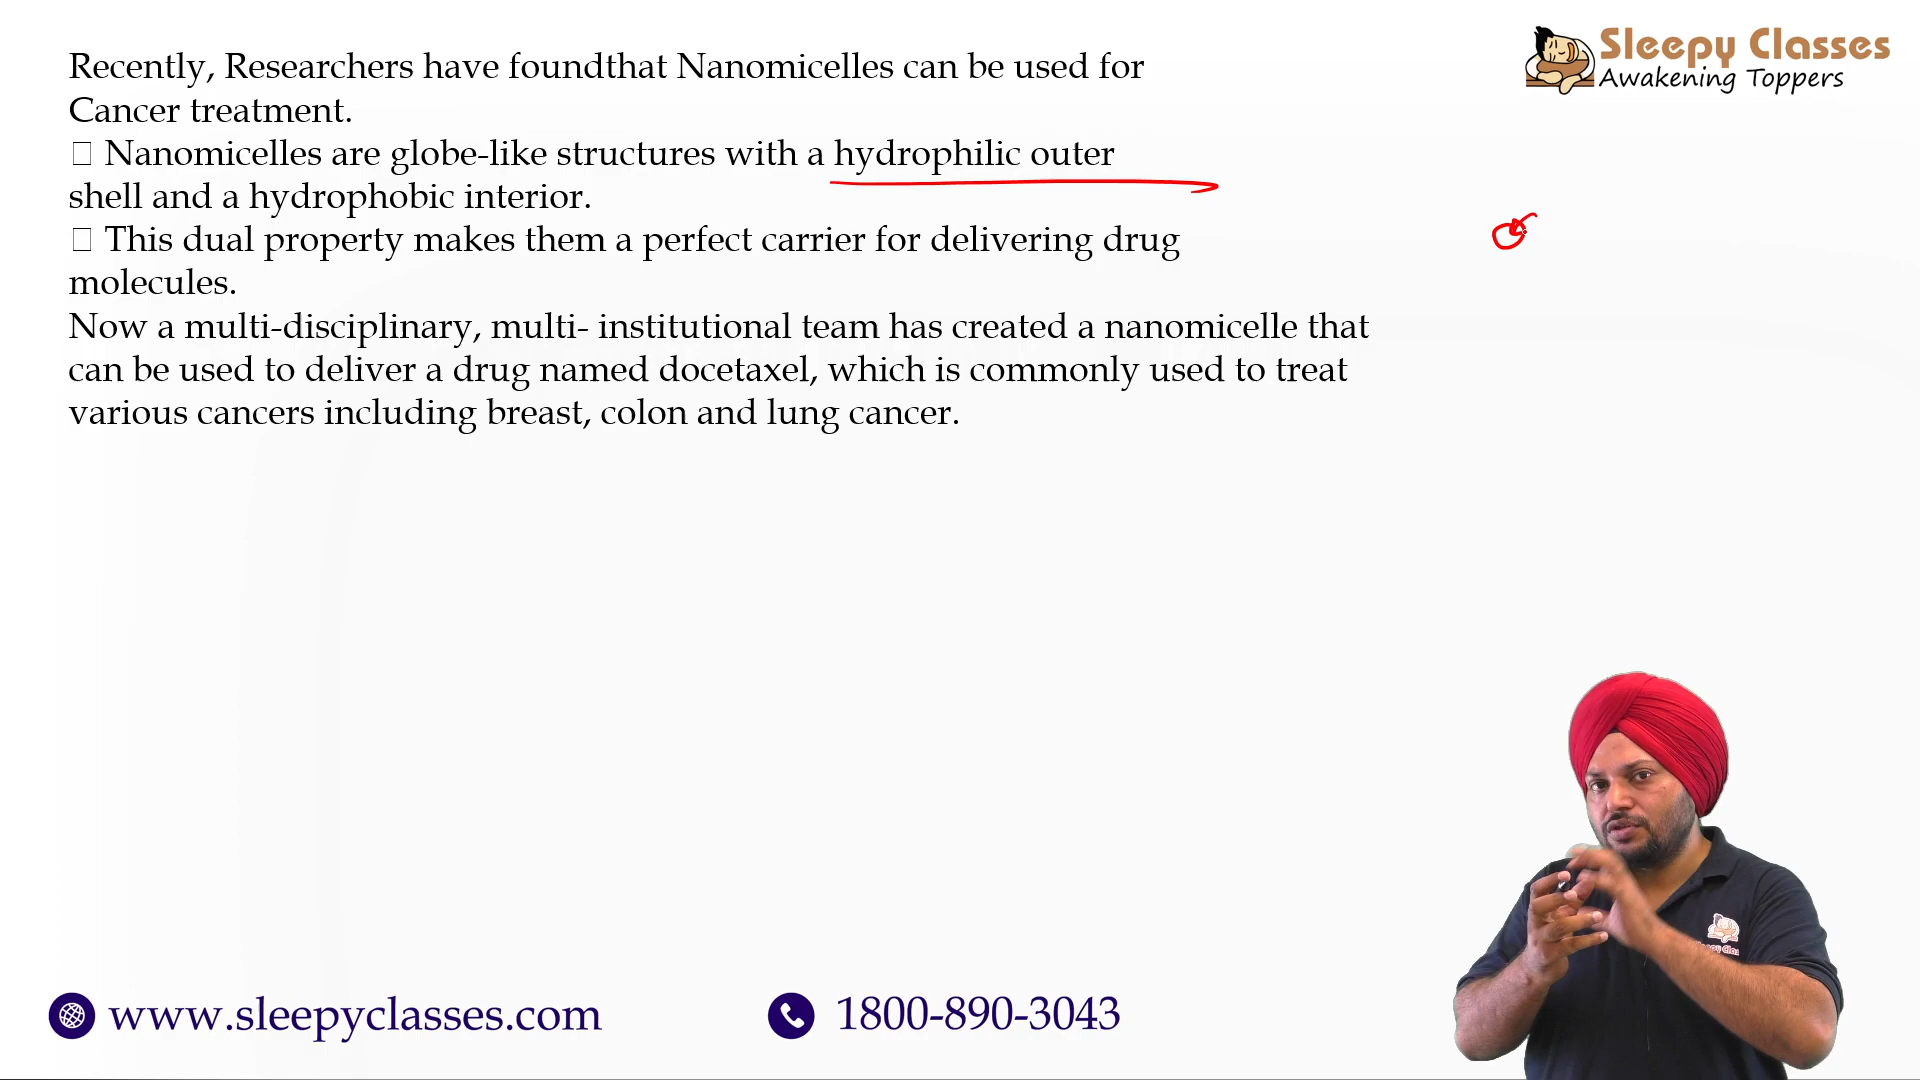 Sleepy Classes
Awakening Toppers
Recently, Researchers have foundthat Nanomicelles can be used for
Cancer treatment.
Nanomicelles are globe-like structures with a hydrophilic outer
shell and a hydrophobic interior.
This dual property makes them a perfect carrier for delivering drug
molecules.
Now a multi-disciplinary, multi- institutional team has created a nanomicelle that
can be used to deliver a drug named docetaxel, which is commonly used to treat
various cancers including breast, colon and lung cancer.
www.sleepyclasses.com
1800-890-3043